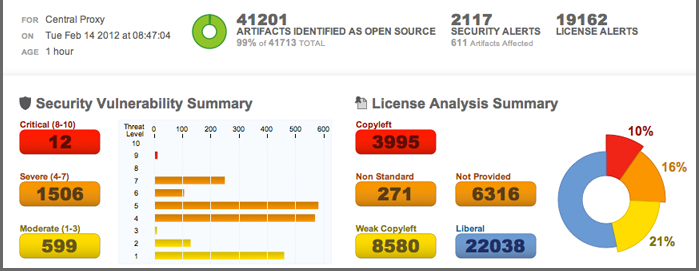 FOR Central Proxy
ON Tue Feb 14 2012 at 08:47:04
AGE 1 hour
41201
ARTIFACTS IDENTIFIED AS OPEN SOURCE
99% of 41713 TOTAL
2117
SECURITY ALERTS
611 Artifacts Affected
19162
LICENSE ALERTS
Security Vulnerability Summary
Critical (8-10)
12
Severe (4-7)
1506
Moderate (1-3)
599
Threat
Level
0 100 200 300 400 500 600
10
9
8
7
6
5
4
3
2
1
License Analysis Summary
Copyleft
3995
Non Standard Not Provided
271 6316
Weak Copyleft Liberal
8580 22038
10%
16%
21%